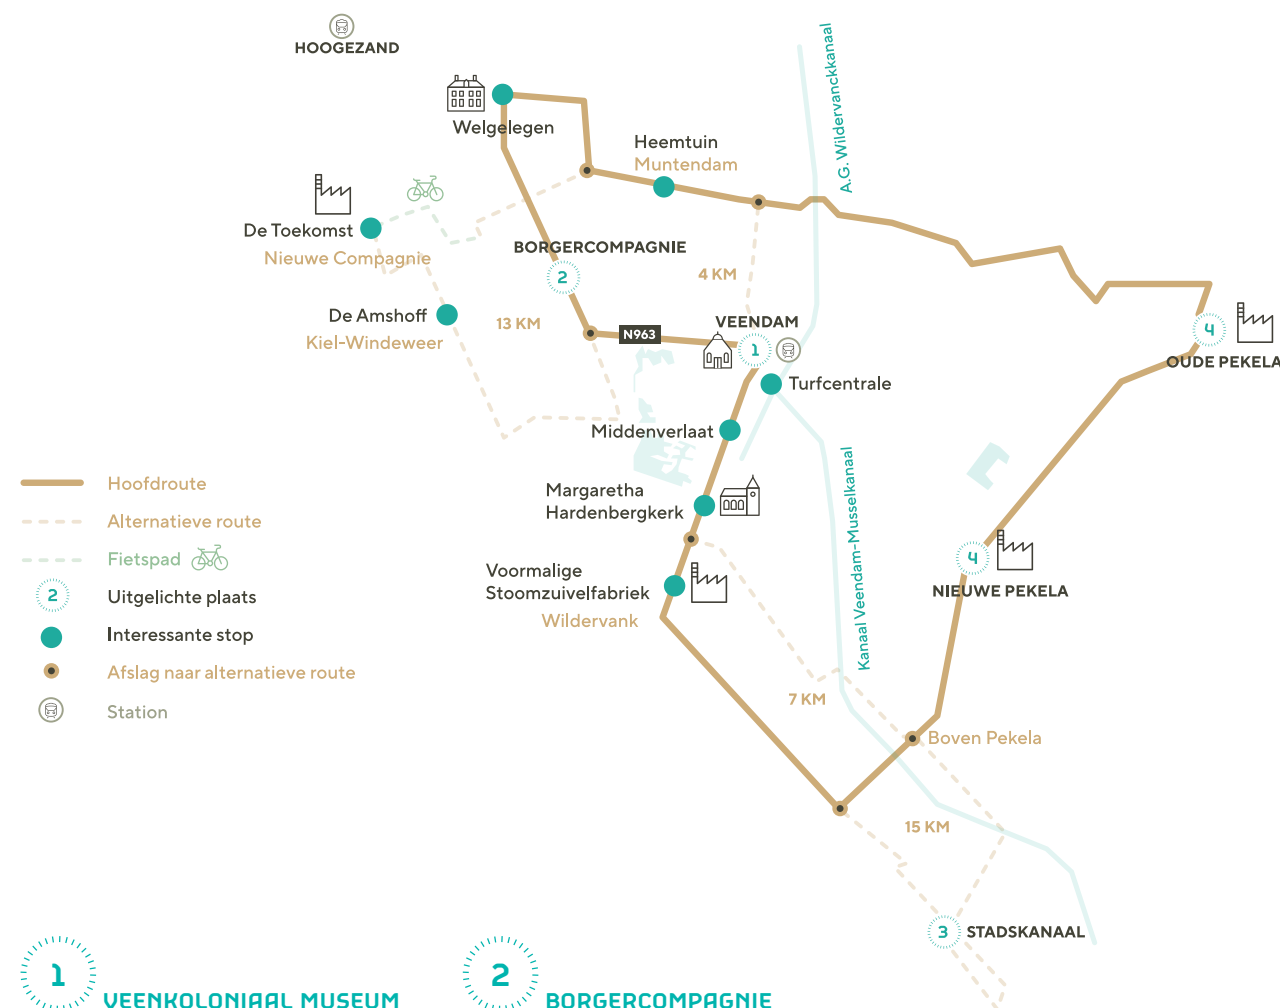 HOOGEZAND
A.G. Wildervanckkanaal
Welgelegen
Heemtuin
Muntendam
De Toekomst
Nieuwe Compagnie
BORGERCOMPAGNIE
2
4 KM
De Amshoff
Kiel-Windeweer
13 KM
N963
VEENDAM
1
4
OUDE PEKELA
Turfcentrale
Middenverlaat
Margaretha
Hardenbergkerk
Kanaal Veendam-Musselkanaal
Hoofdroute
Alternatieve route
Fietspad
2
Uitgelichte plaats
Interessante stop
Afslag naar alternatieve route
Station
Voormalige
Stoomzuivelfabriek
Wildervank
4
NIEUWE PEKELA
7 KM
Boven Pekela
15 KM
3
STADSKANAAL
1
VEENKOLONIAAL MUSEUM
2
BORGERCOMPAGNIE